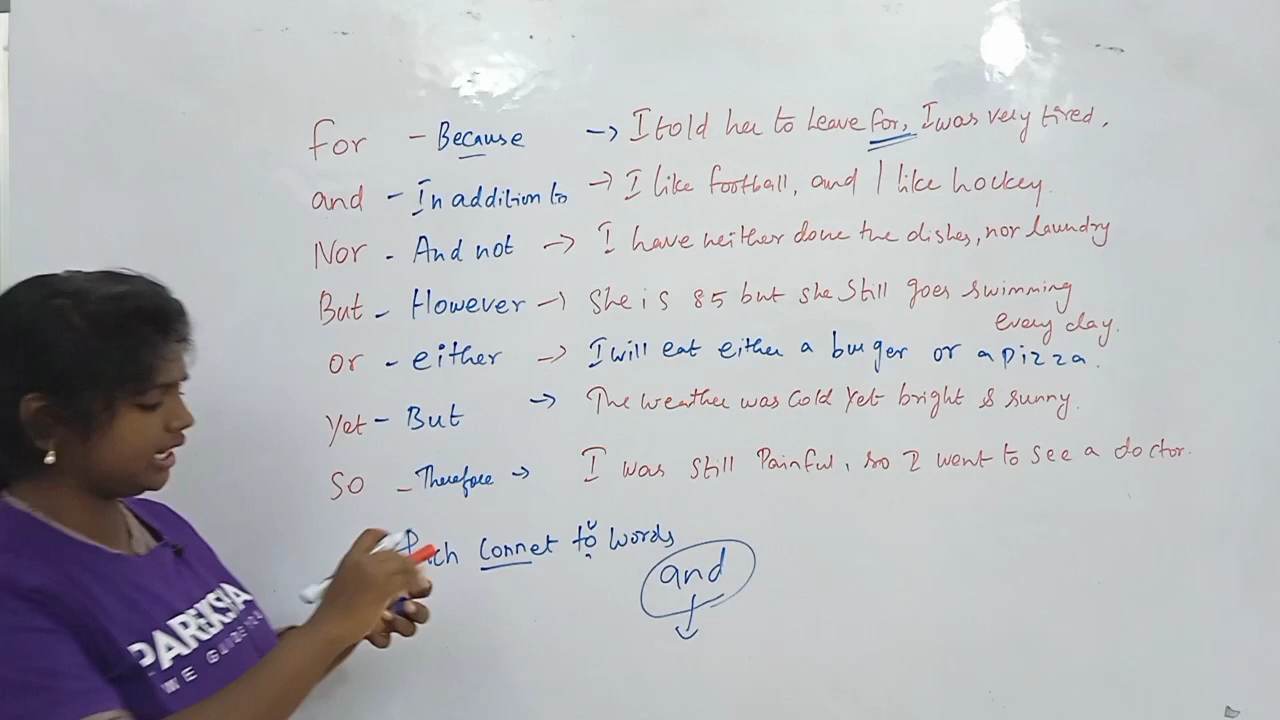 for - Because -> I told her to Leave for, I was very tired.
and - In addition to -> I like football, and I like hockey.
Nor - And not -> I have neither done the dishes, nor laundry
But - However -> She is 85 but she still goes swimming
every day.
or - either -> I will eat either a burger or a pizza.
Yet - But -> The weather was Cold Yet bright & sunny.
So - Therefore -> I was still Painful, so I went to see a doctor.
Connet to words
and
PAREKSHA
WE GUIDE